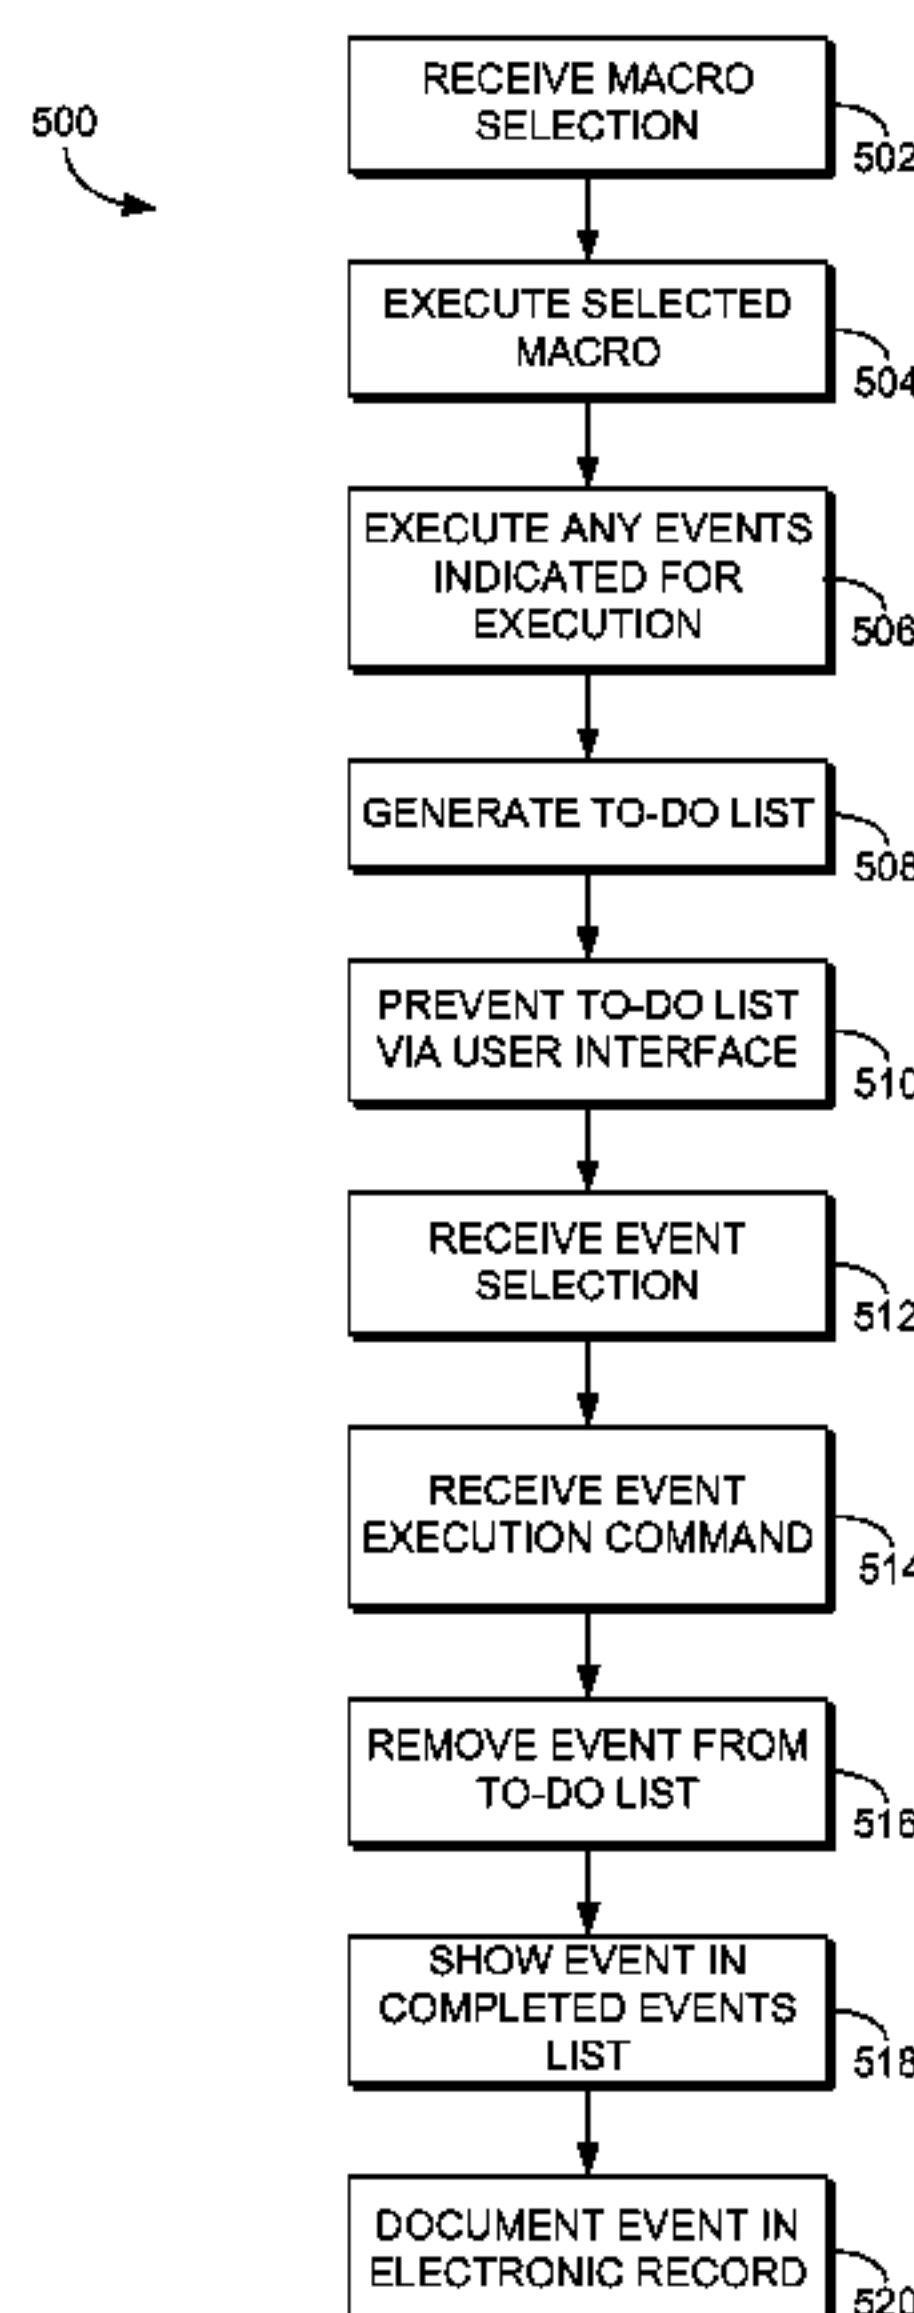 500
RECEIVE MACRO
SELECTION
502
EXECUTE SELECTED
MACRO
504
EXECUTE ANY EVENTS
INDICATED FOR
EXECUTION
506
GENERATE TO-DO LIST
508
PREVENT TO-DO LIST
VIA USER INTERFACE
510
RECEIVE EVENT
SELECTION
512
RECEIVE EVENT
EXECUTION COMMAND
514
REMOVE EVENT FROM
TO-DO LIST
516
SHOW EVENT IN
COMPLETED EVENTS
LIST
518
DOCUMENT EVENT IN
ELECTRONIC RECORD
520